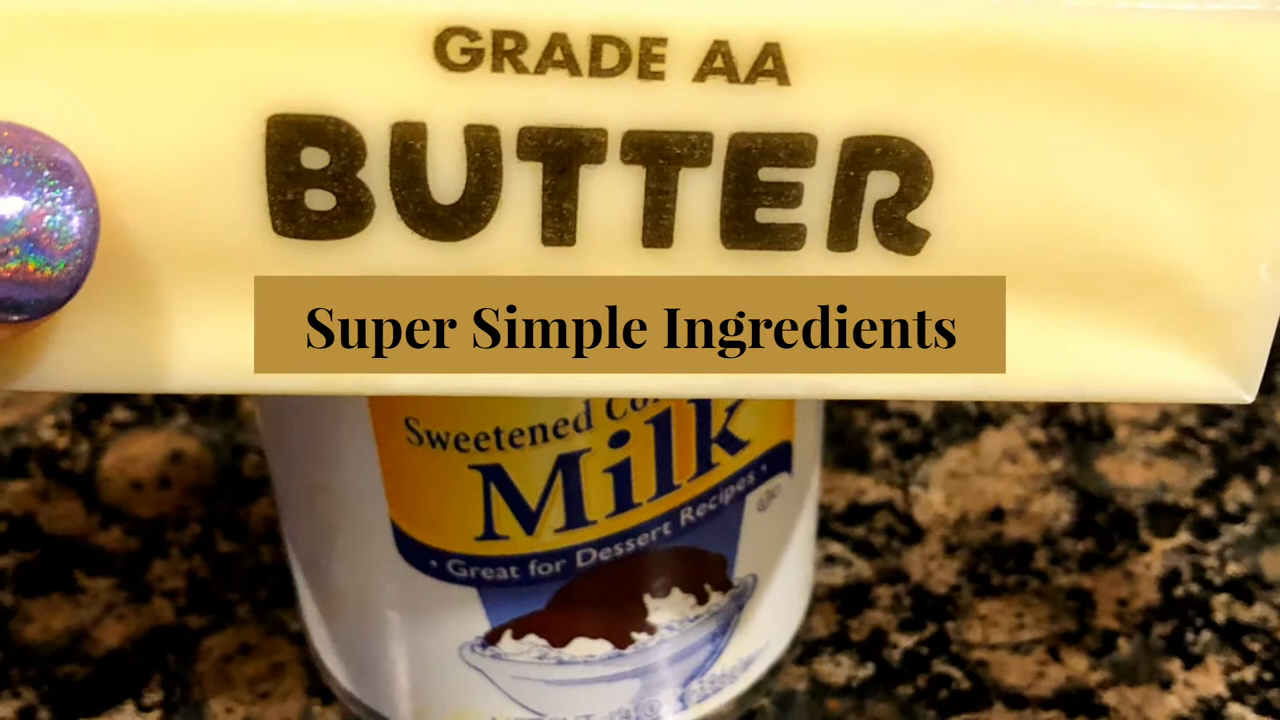 GRADE AA
BUTTER
Super Simple Ingredients
Sweetened
Milk
• Great for Dessert Recipes •